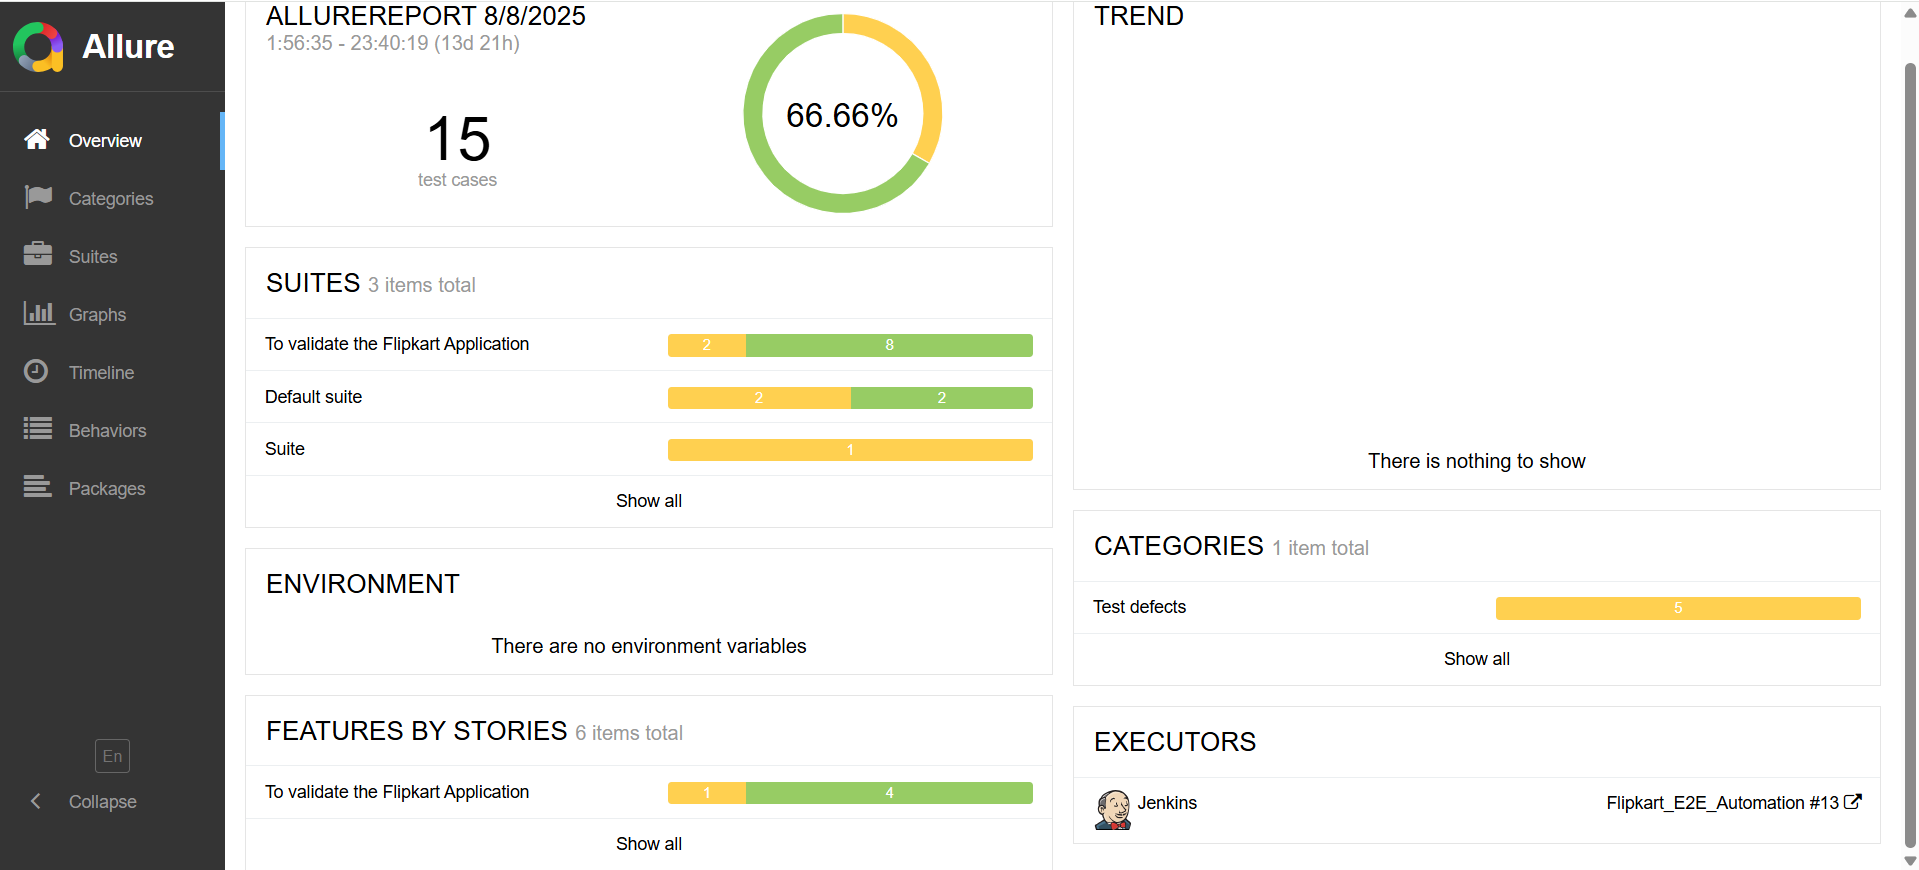 Allure
Overview
Categories
Suites
Graphs
Timeline
Behaviors
Packages
En
Collapse
ALLUREREPORT 8/8/2025
1:56:35 - 23:40:19 (13d 21h)
15
test cases
66.66%
SUITES 3 items total
To validate the Flipkart Application 2 8
Default suite 2 2
Suite 1
Show all
ENVIRONMENT
There are no environment variables
FEATURES BY STORIES 6 items total
To validate the Flipkart Application 1 4
Show all
TREND
There is nothing to show
CATEGORIES 1 item total
Test defects 5
Show all
EXECUTORS
Jenkins Flipkart_E2E_Automation #13